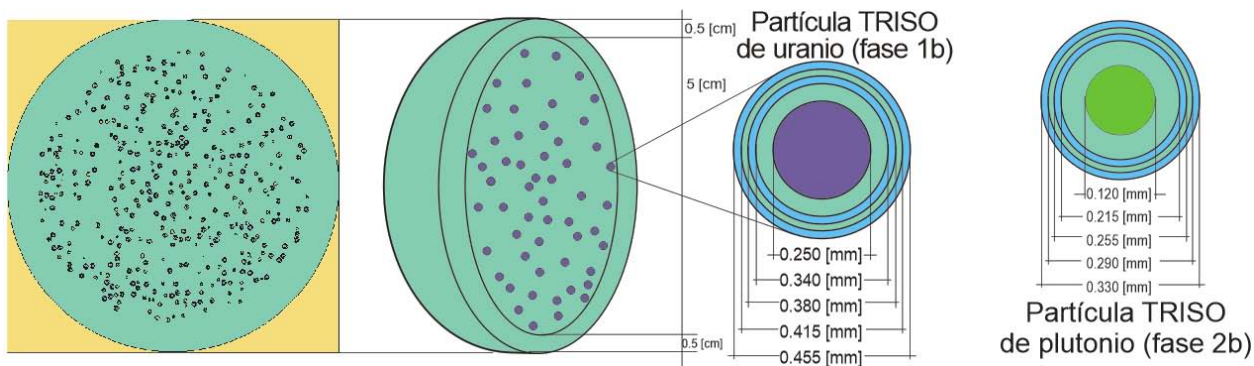 0.5 [cm]
5 [cm]
0.5 [cm]
Partícula TRISO
de uranio (fase 1b)
0.250 [mm]
0.340 [mm]
0.380 [mm]
0.415 [mm]
0.455 [mm]
0.120 [mm]
0.215 [mm]
0.255 [mm]
0.290 [mm]
0.330 [mm]
Partícula TRISO
de plutonio (fase 2b)